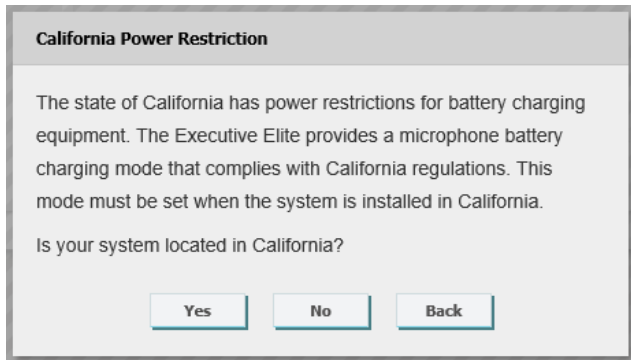 California Power Restriction
The state of California has power restrictions for battery charging
equipment. The Executive Elite provides a microphone battery
charging mode that complies with California regulations. This
mode must be set when the system is installed in California.
Is your system located in California?
Yes No Back